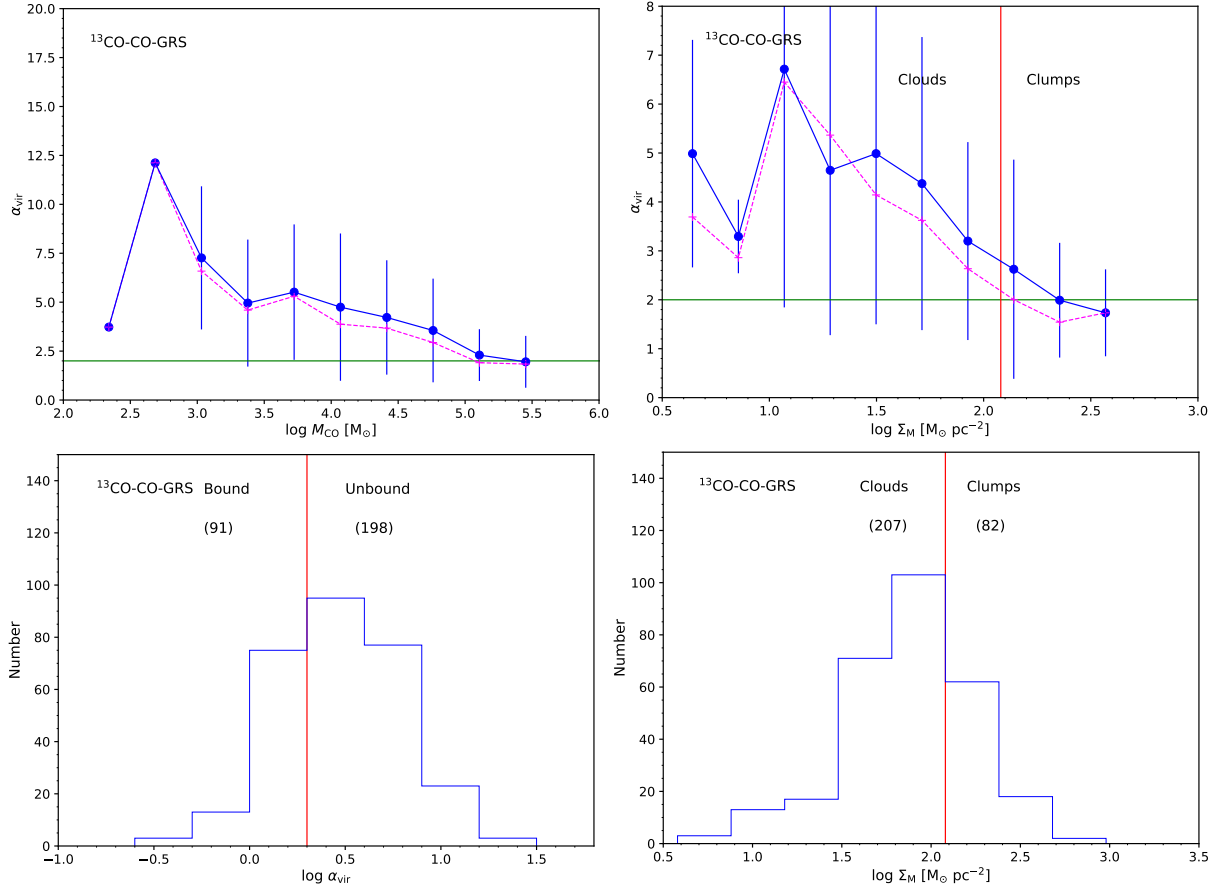 20.0
17.5
15.0
12.5
10.0
7.5
5.0
2.5
0.0
α_vir
¹³CO-CO-GRS
2.0 2.5 3.0 3.5 4.0 4.5 5.0 5.5 6.0
log M_CO [M_⊙]
8
7
6
5
4
3
2
1
0
α_vir
¹³CO-CO-GRS
Clouds Clumps
0.5 1.0 1.5 2.0 2.5 3.0
log Σ_M [M_⊙ pc⁻²]
140
120
100
80
60
40
20
0
Number
¹³CO-CO-GRS Bound Unbound
(91) (198)
−1.0 −0.5 0.0 0.5 1.0 1.5
log α_vir
140
120
100
80
60
40
20
0
Number
¹³CO-CO-GRS Clouds Clumps
(207) (82)
0.5 1.0 1.5 2.0 2.5 3.0 3.5
log Σ_M [M_⊙ pc⁻²]